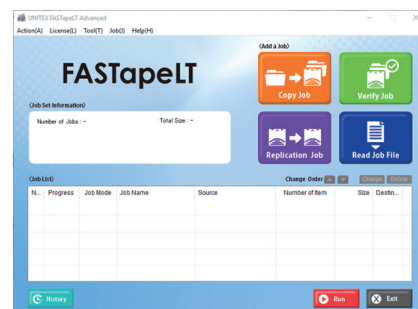 UNITEX FASTapeLT Advanced
Action(A) License(L) Tool(T) Job(J) Help(H)
FASTapeLT
(Add a Job)
Copy Job
Verify Job
Replication Job
Read Job File
(Job Set Information)
Number of Jobs : - Total Size : -
(Job List)
Change Order Change Delete
N... Progress Job Mode Job Name Source Number of Item Size Destin...
History
Run
Exit